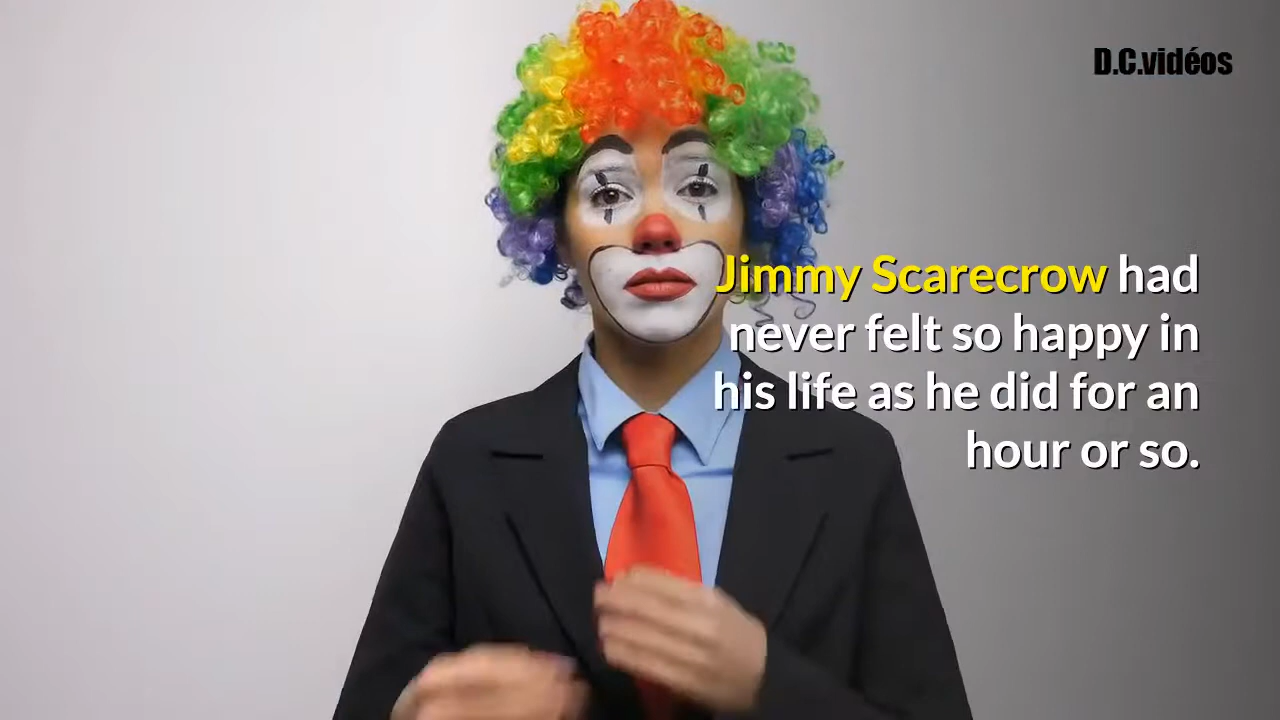 D.C.vidéos
Jimmy Scarecrow had
never felt so happy in
his life as he did for an
hour or so.